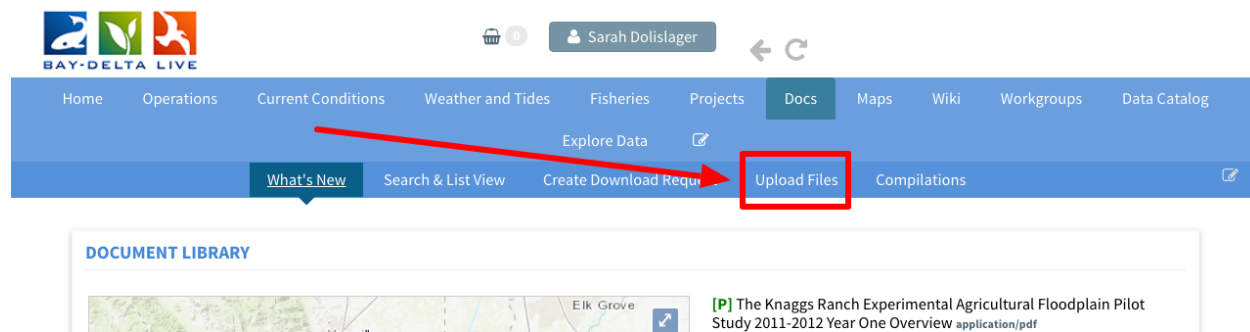 BAY-DELTA LIVE
0
Sarah Dolislager
Home Operations Current Conditions Weather and Tides Fisheries Projects Docs Maps Wiki Workgroups Data Catalog
Explore Data
What's New Search & List View Create Download Upload Files Compilations
DOCUMENT LIBRARY
Elk Grove
[P] The Knaggs Ranch Experimental Agricultural Floodplain Pilot
Study 2011-2012 Year One Overview application/pdf